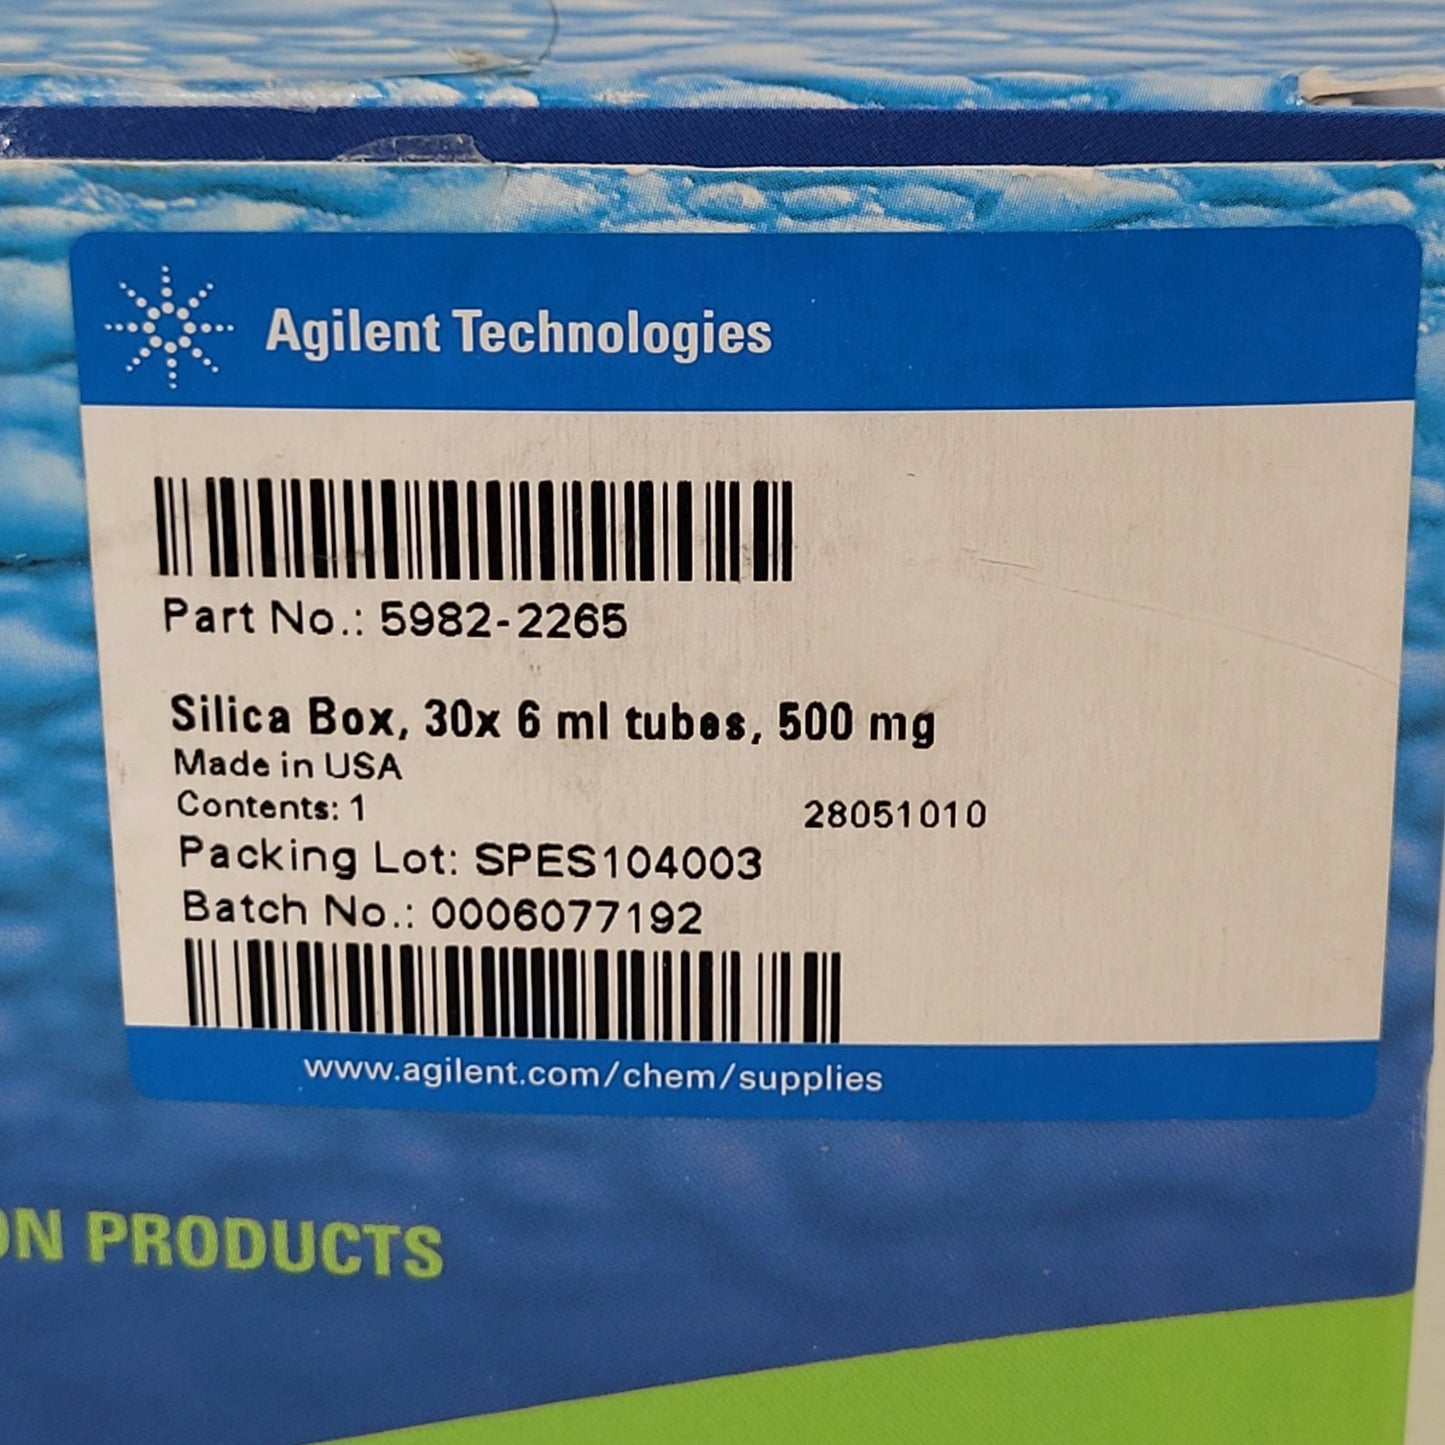 Agilent Technologies
Part No.: 5982-2265
Silica Box, 30x 6 ml tubes, 500 mg
Made in USA
Contents: 1 28051010
Packing Lot: SPES104003
Batch No.: 0006077192
www.agilent.com/chem/supplies
ON PRODUCTS